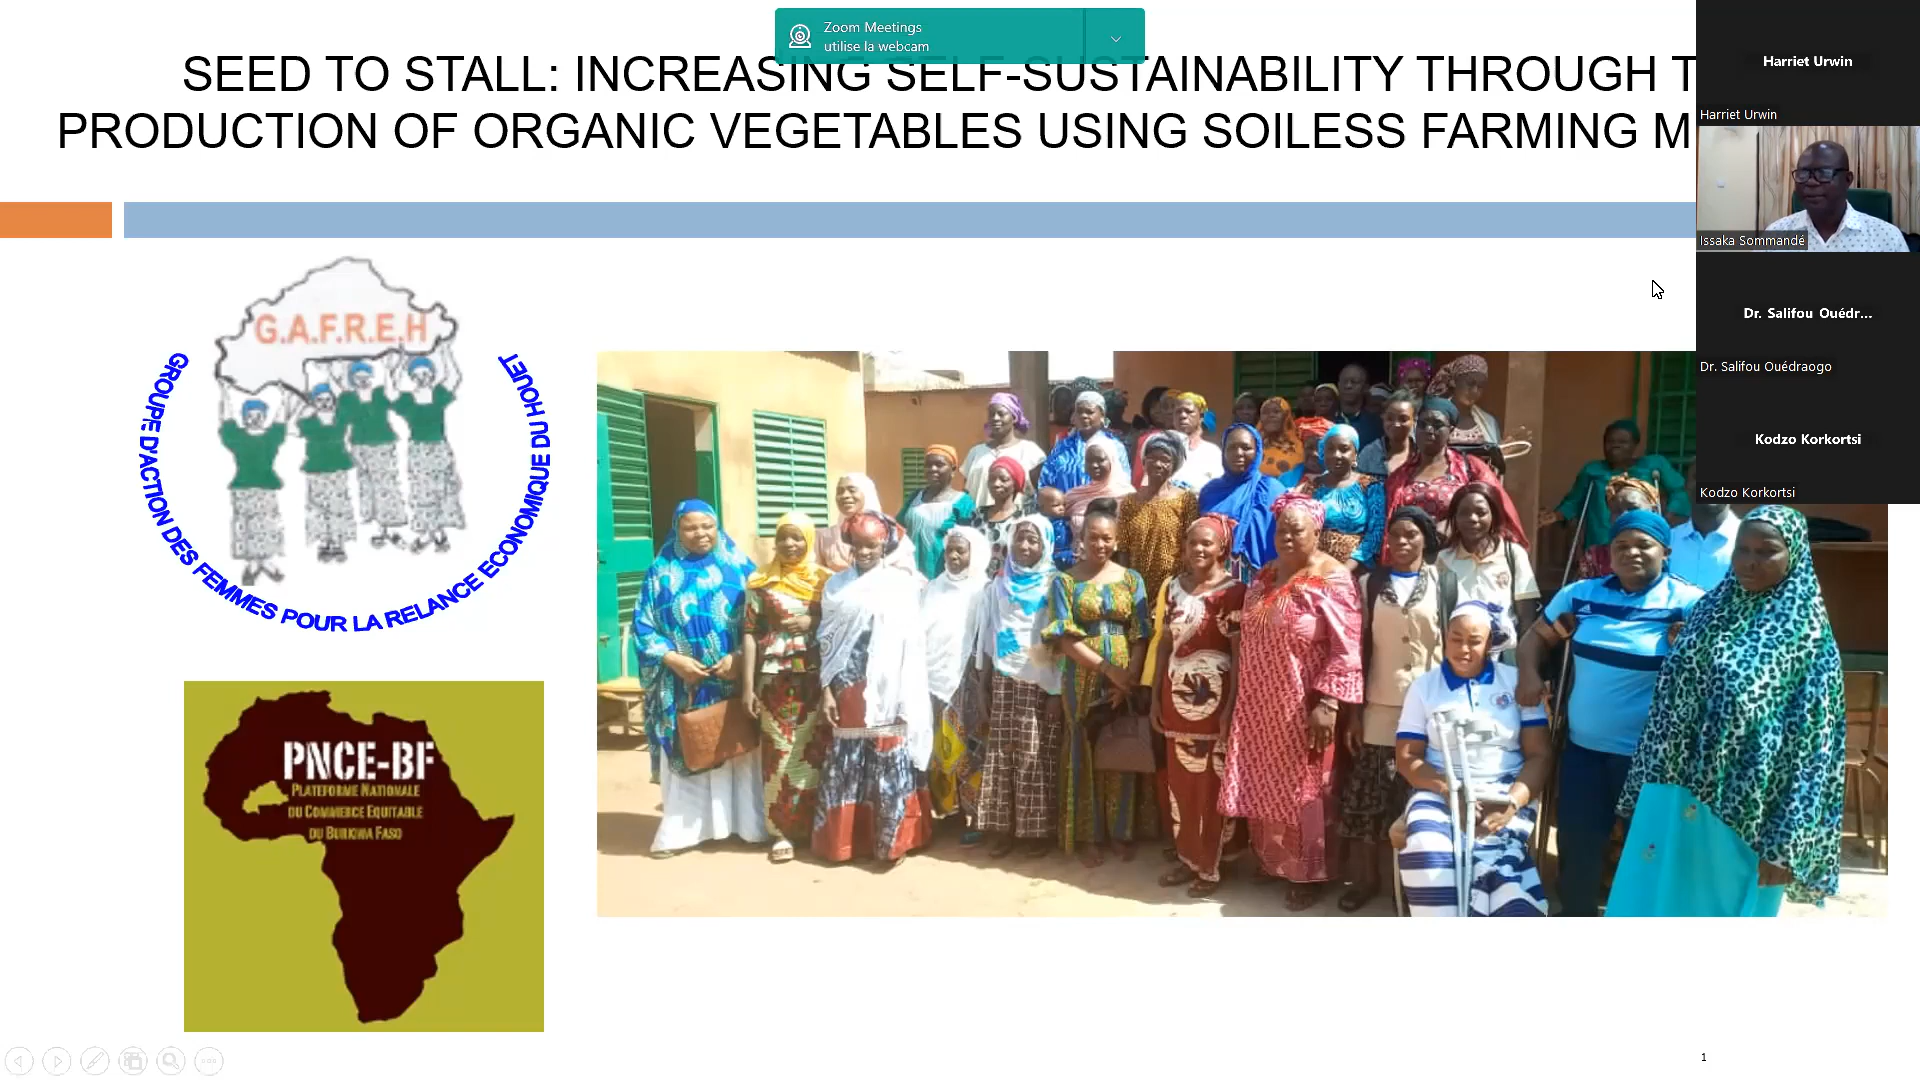 Zoom Meetings
utilise la webcam
SEED TO STALL: INCREASING SELF-SUSTAINABILITY THROUGH T
PRODUCTION OF ORGANIC VEGETABLES USING SOILESS FARMING M
Harriet Urwin
Harriet Urwin
Issaka Sommandé
Dr. Salifou Ouédr...
Dr. Salifou Ouédraogo
Kodzo Korkortsi
Kodzo Korkortsi
G.A.F.R.E.H
GROUPE D'ACTION DES FEMMES POUR LA RELANCE ECONOMIQUE DU HOUET
PNCE-BF
PLATEFORME NATIONALE
DU COMMERCE EQUITABLE
DU BURKINA FASO
1